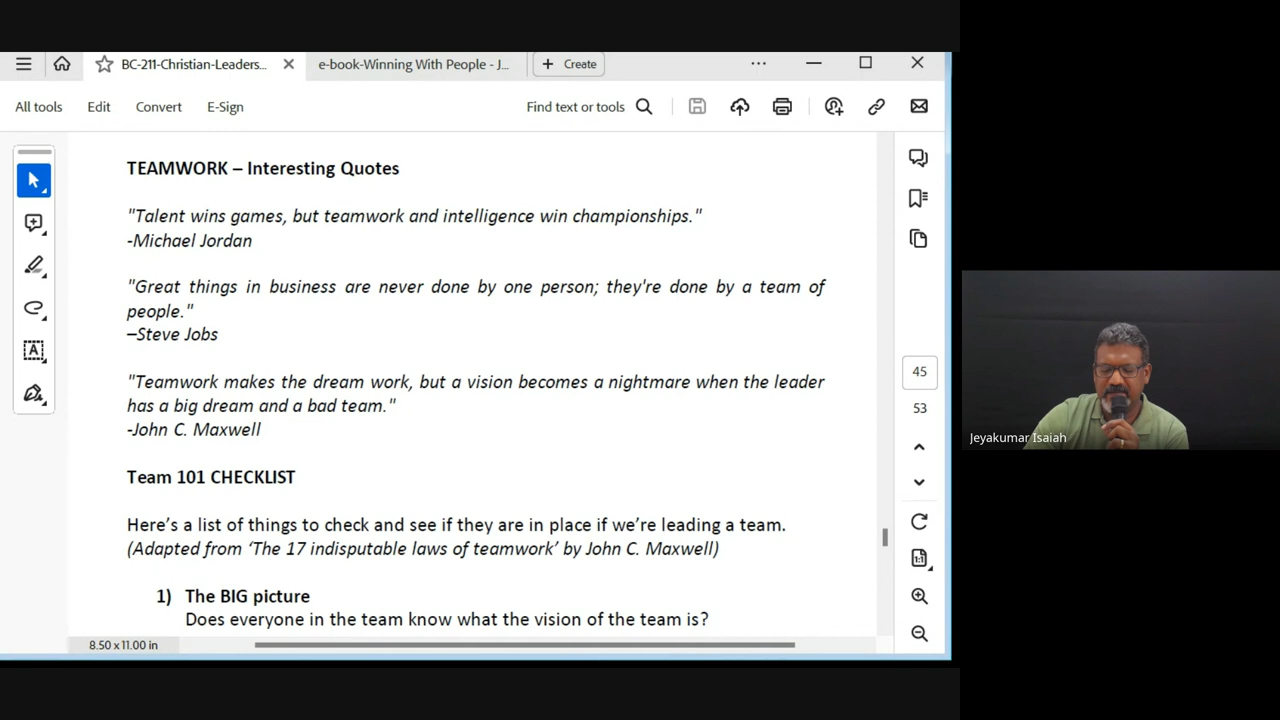 BC-211-Christian-Leaders...
e-book-Winning With People - J...
Create
All tools
Edit
Convert
E-Sign
Find text or tools
TEAMWORK – Interesting Quotes
"Talent wins games, but teamwork and intelligence win championships."
-Michael Jordan
"Great things in business are never done by one person; they're done by a team of
people."
–Steve Jobs
"Teamwork makes the dream work, but a vision becomes a nightmare when the leader
has a big dream and a bad team."
-John C. Maxwell
Team 101 CHECKLIST
Here's a list of things to check and see if they are in place if we're leading a team.
(Adapted from 'The 17 indisputable laws of teamwork' by John C. Maxwell)
1) The BIG picture
Does everyone in the team know what the vision of the team is?
8.50 x 11.00 in
45
53
1:1
Jeyakumar Isaiah